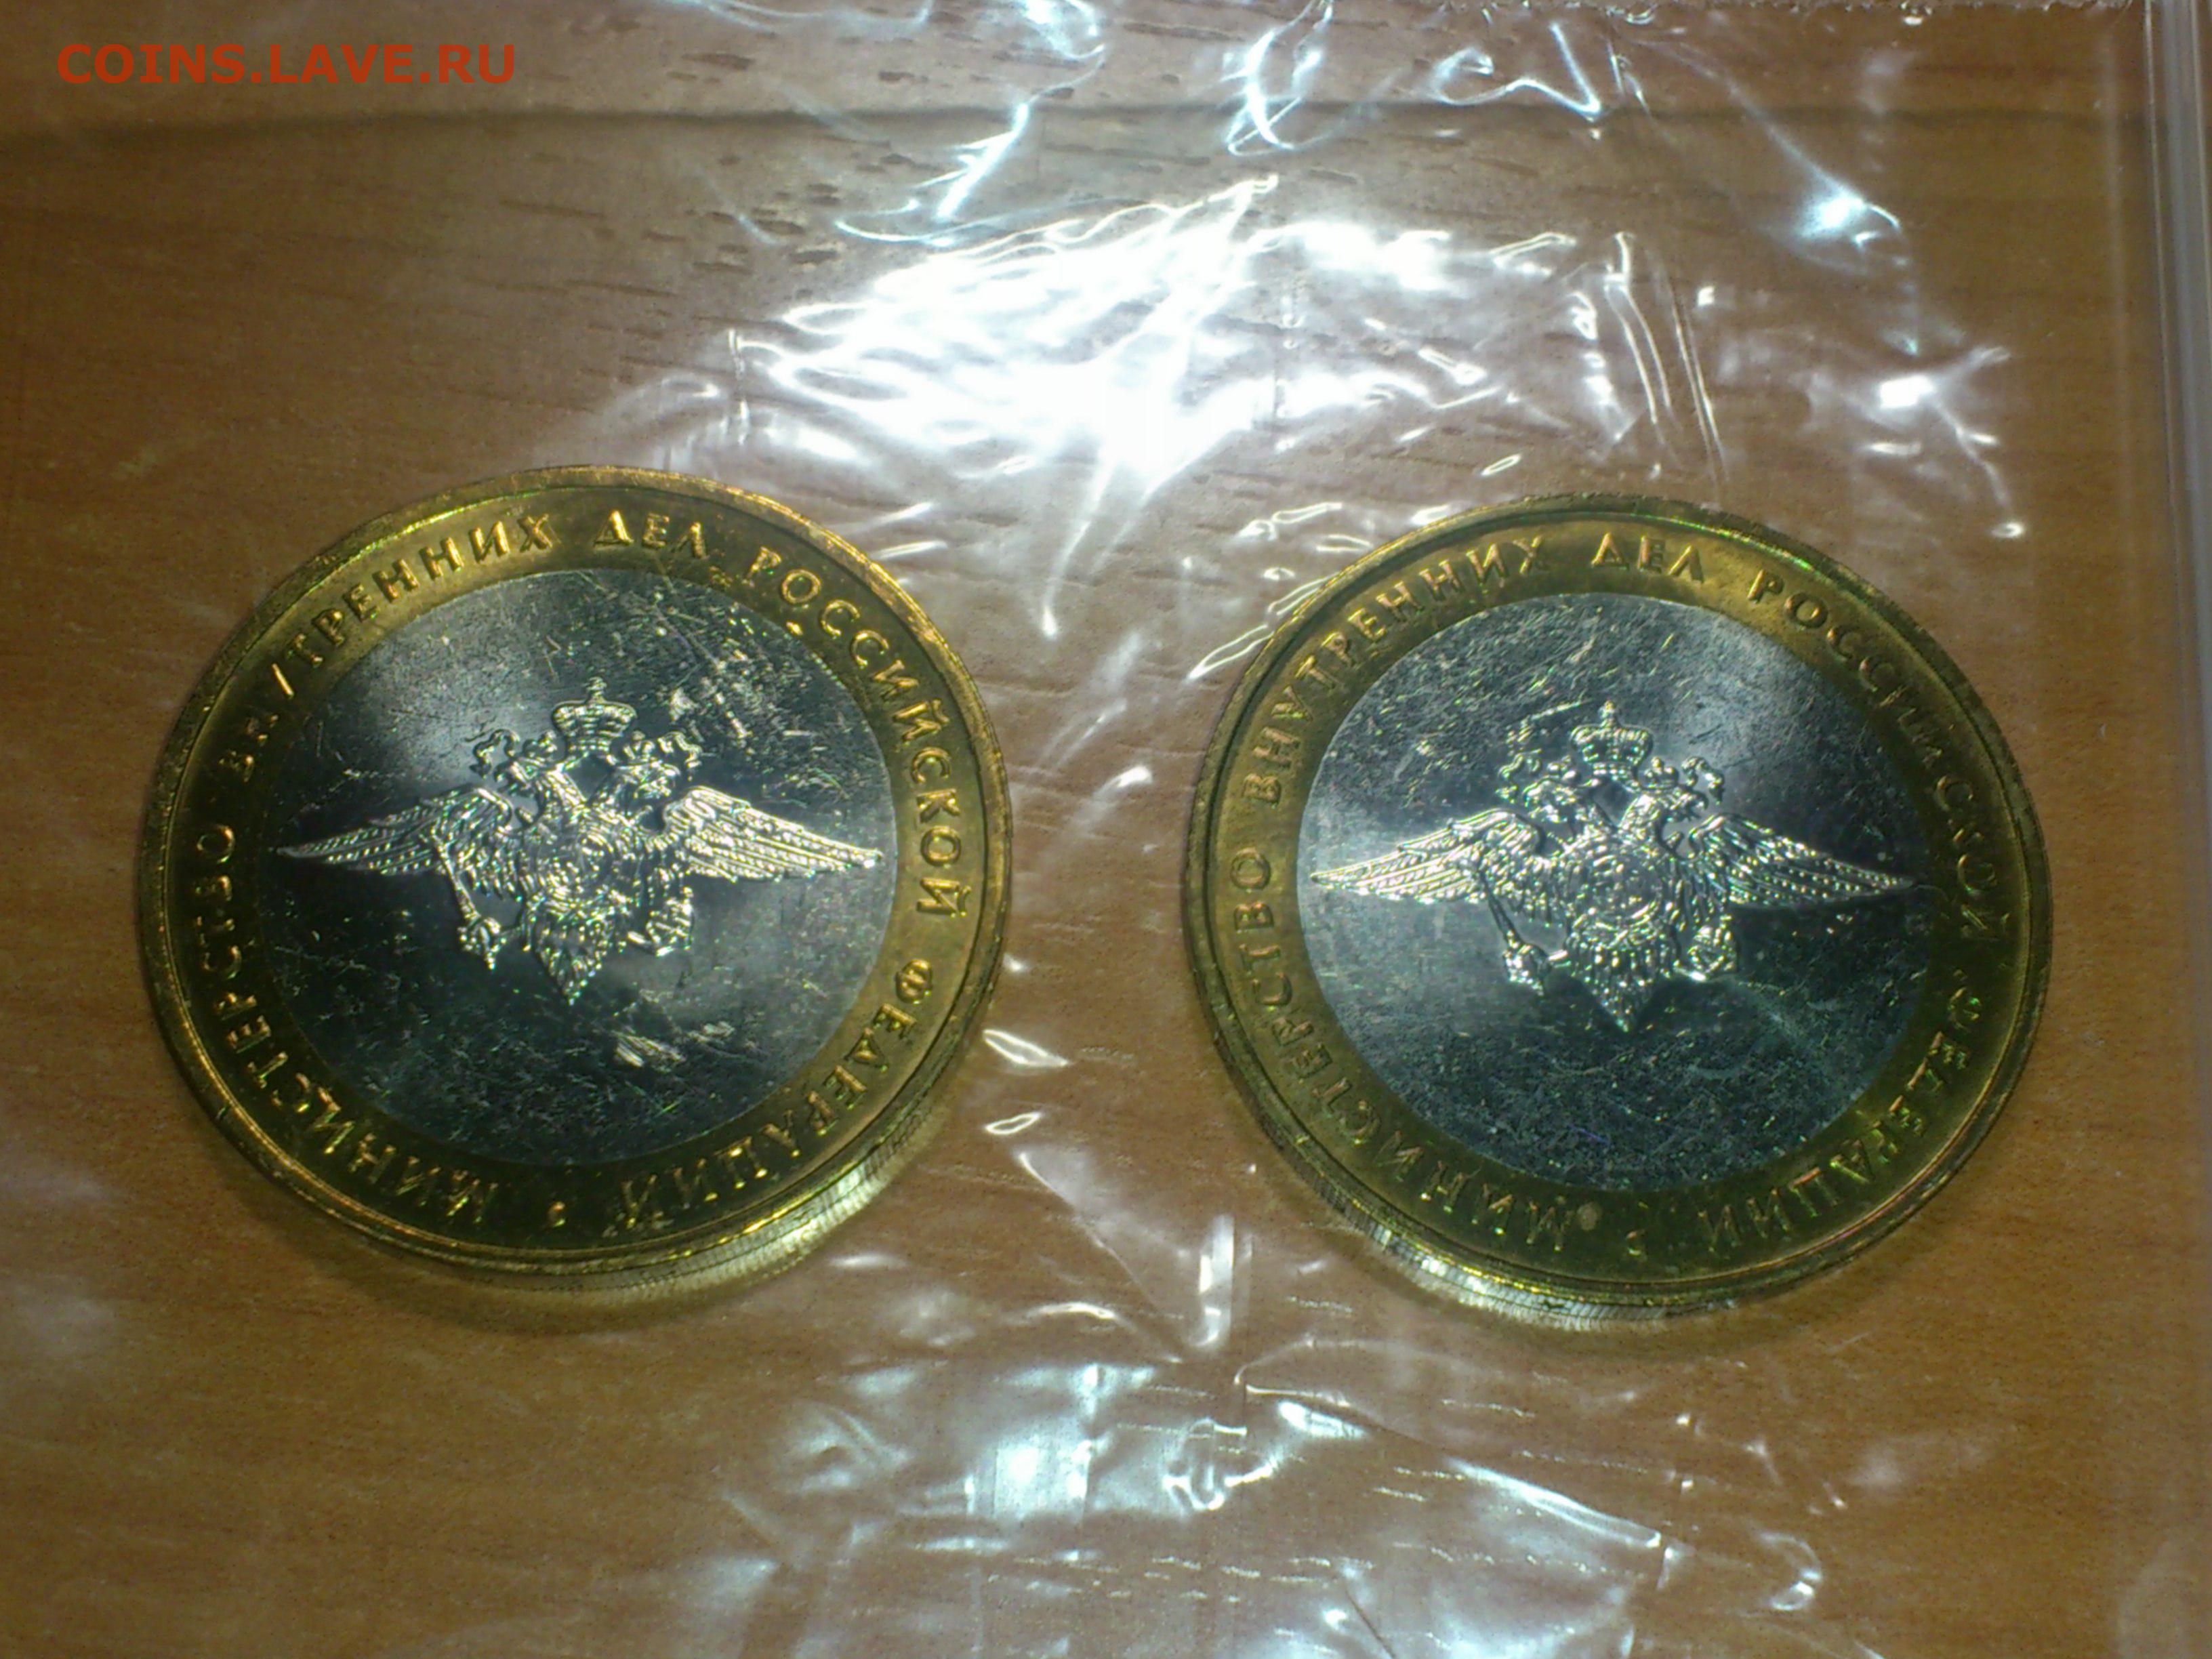 COINS.LAVE.RU
МИНИСТЕРСТВО ВНУТРЕННИХ ДЕЛ РОССИЙСКОЙ ФЕДЕРАЦИИ •
МИНИСТЕРСТВО ВНУТРЕННИХ ДЕЛ РОССИЙСКОЙ ФЕДЕРАЦИИ •